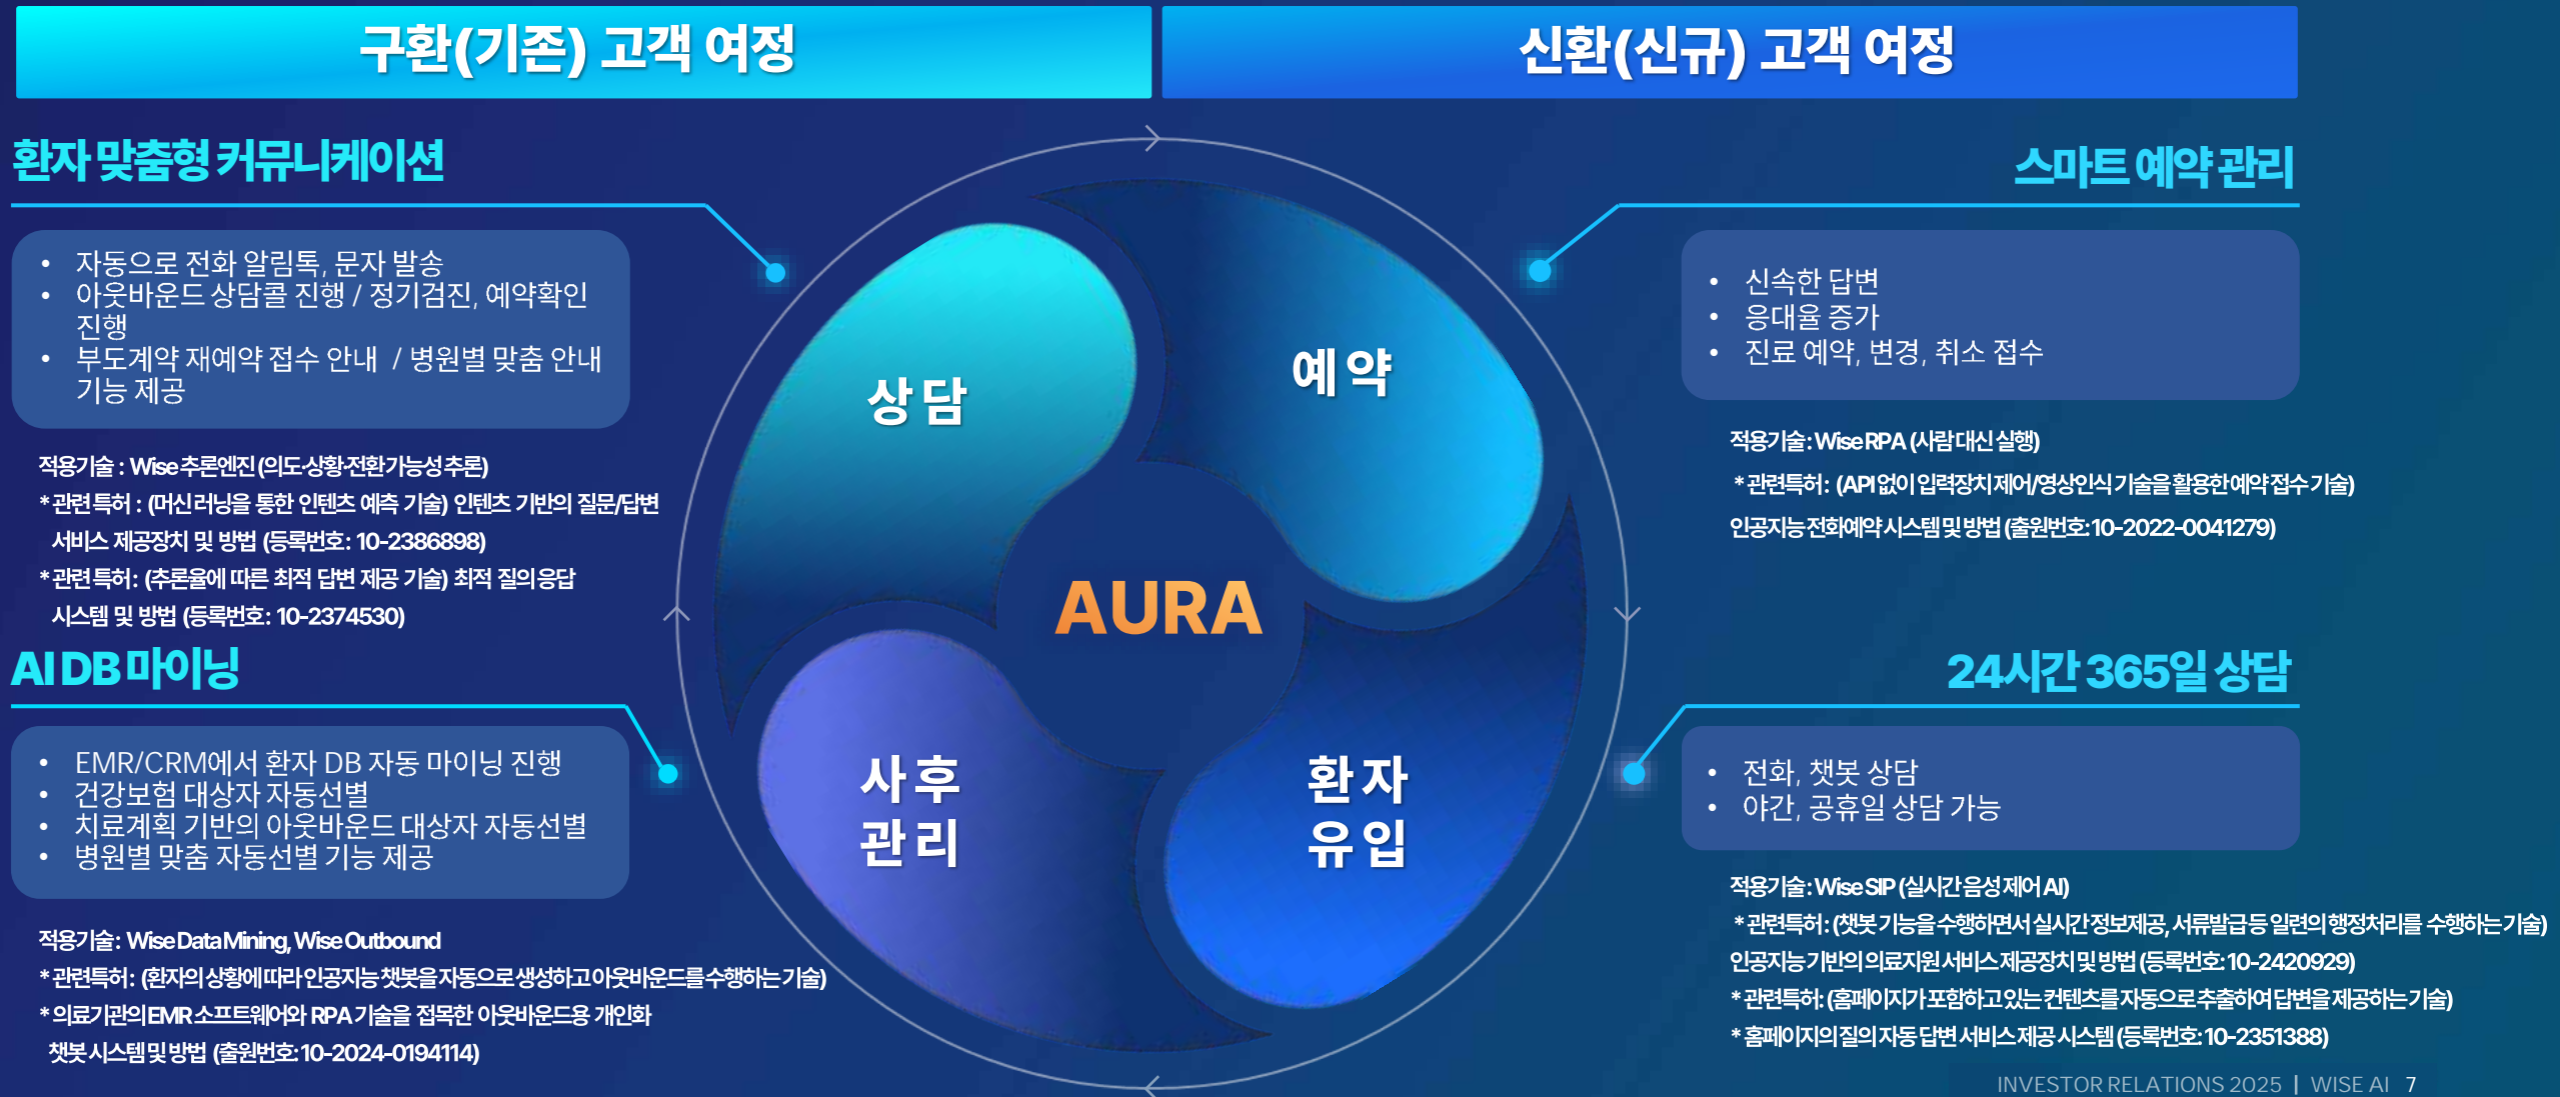 구환(기존) 고객 여정
신환(신규) 고객 여정
환자 맞춤형 커뮤니케이션
• 자동으로 전화 알림톡, 문자 발송
• 아웃바운드 상담콜 진행 / 정기검진, 예약확인
진행
• 부도계약 재예약 접수 안내 / 병원별 맞춤 안내
기능 제공
적용기술 : Wise 추론엔진 (의도·상황·전환 가능성 추론)
* 관련 특허 : (머신 러닝을 통한 인텐츠 예측 기술) 인텐츠 기반의 질문/답변
서비스 제공장치 및 방법 (등록번호 : 10-2386898)
* 관련 특허 : (추론율에 따른 최적 답변 제공 기술) 최적 질의 응답
시스템 및 방법 (등록번호 : 10-2374530)
AI DB 마이닝
• EMR/CRM에서 환자 DB 자동 마이닝 진행
• 건강보험 대상자 자동선별
• 치료계획 기반의 아웃바운드 대상자 자동선별
• 병원별 맞춤 자동선별 기능 제공
적용기술 : Wise Data Mining, Wise Outbound
* 관련특허 : (환자의 상황에 따라 인공지능 챗봇을 자동으로 생성하고 아웃바운드를 수행하는 기술)
* 의료기관의 EMR 소프트웨어와 RPA 기술을 접목한 아웃바운드용 개인화
챗봇 시스템 및 방법 (출원번호: 10-2024-0194114)
상담
예약
AURA
사후
관리
환자
유입
스마트 예약 관리
• 신속한 답변
• 응대율 증가
• 진료 예약, 변경, 취소 접수
적용기술 : Wise RPA (사람 대신 실행)
* 관련특허 : (API 없이 입력장치 제어/영상인식 기술을 활용한 예약 접수 기술)
인공지능 전화예약 시스템 및 방법 (출원번호: 10-2022-0041279)
24시간 365일 상담
• 전화, 챗봇 상담
• 야간, 공휴일 상담 가능
적용기술 : Wise SIP (실시간 음성 제어 AI)
* 관련특허 : (챗봇 기능을 수행하면서 실시간 정보제공, 서류발급 등 일련의 행정처리를 수행하는 기술)
인공지능 기반의 의료지원 서비스 제공장치 및 방법 (등록번호: 10-2420929)
* 관련특허: (홈페이지가 포함하고 있는 컨텐츠를 자동으로 추출하여 답변을 제공하는 기술)
* 홈페이지의 질의 자동 답변 서비스 제공 시스템 (등록번호: 10-2351388)
INVESTOR RELATIONS 2025 | WISE AI 7